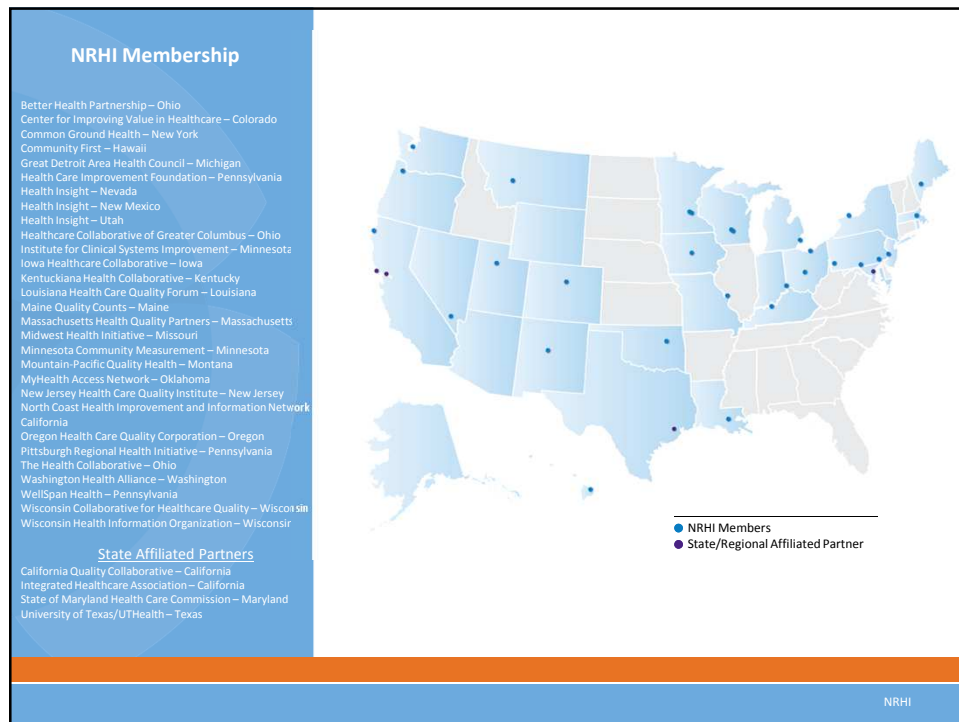 NRHI Membership
Better Health Partnership – Ohio
Center for Improving Value in Healthcare – Colorado
Common Ground Health – New York
Community First – Hawaii
Great Detroit Area Health Council – Michigan
Health Care Improvement Foundation – Pennsylvania
Health Insight – Nevada
Health Insight – New Mexico
Health Insight – Utah
Healthcare Collaborative of Greater Columbus – Ohio
Institute for Clinical Systems Improvement – Minnesota
Iowa Healthcare Collaborative – Iowa
Kentuckiana Health Collaborative – Kentucky
Louisiana Health Care Quality Forum – Louisiana
Maine Quality Counts – Maine
Massachusetts Health Quality Partners – Massachusetts
Midwest Health Initiative – Missouri
Minnesota Community Measurement – Minnesota
Mountain-Pacific Quality Health – Montana
MyHealth Access Network – Oklahoma
New Jersey Health Care Quality Institute – New Jersey
North Coast Health Improvement and Information Network
California
Oregon Health Care Quality Corporation – Oregon
Pittsburgh Regional Health Initiative – Pennsylvania
The Health Collaborative – Ohio
Washington Health Alliance – Washington
WellSpan Health – Pennsylvania
Wisconsin Collaborative for Healthcare Quality – Wisconsin
Wisconsin Health Information Organization – Wisconsin
State Affiliated Partners
California Quality Collaborative – California
Integrated Healthcare Association – California
State of Maryland Health Care Commission – Maryland
University of Texas/UTHealth – Texas
NRHI Members
State/Regional Affiliated Partner
NRHI